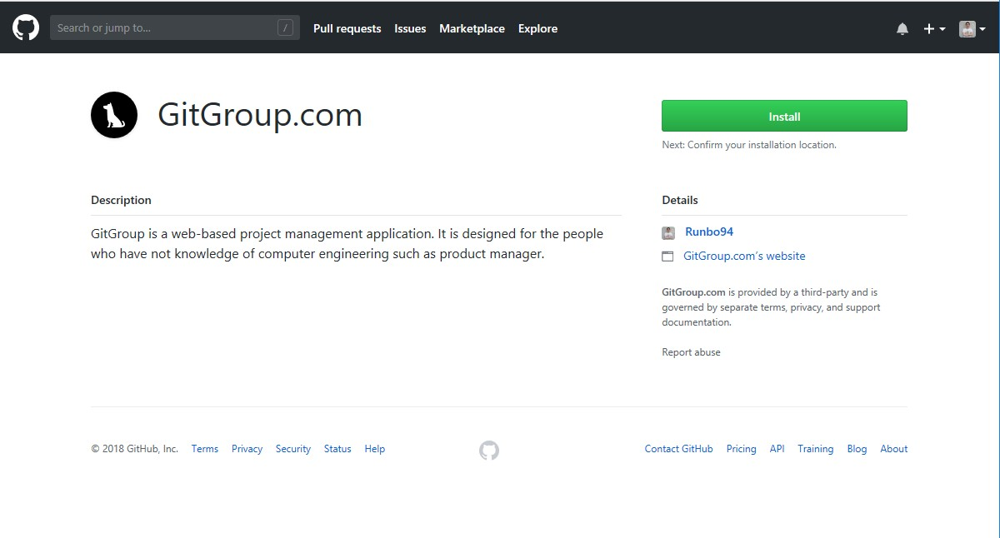 Search or jump to... /
Pull requests Issues Marketplace Explore
GitGroup.com
Install
Next: Confirm your installation location.
Description
GitGroup is a web-based project management application. It is designed for the people
who have not knowledge of computer engineering such as product manager.
Details
Runbo94
GitGroup.com's website
GitGroup.com is provided by a third-party and is
governed by separate terms, privacy, and support
documentation.
Report abuse
© 2018 GitHub, Inc. Terms Privacy Security Status Help
Contact GitHub Pricing API Training Blog About